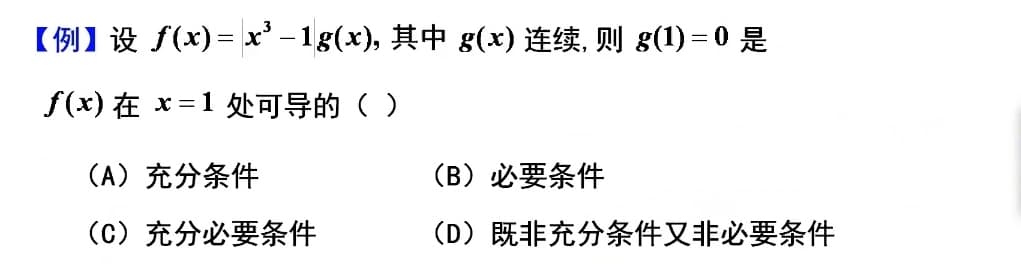 【例】设 f(x) = |x³ − 1|g(x), 其中 g(x) 连续, 则 g(1) = 0 是
f(x) 在 x = 1 处可导的（ ）
（A）充分条件 （B）必要条件
（C）充分必要条件 （D）既非充分条件又非必要条件